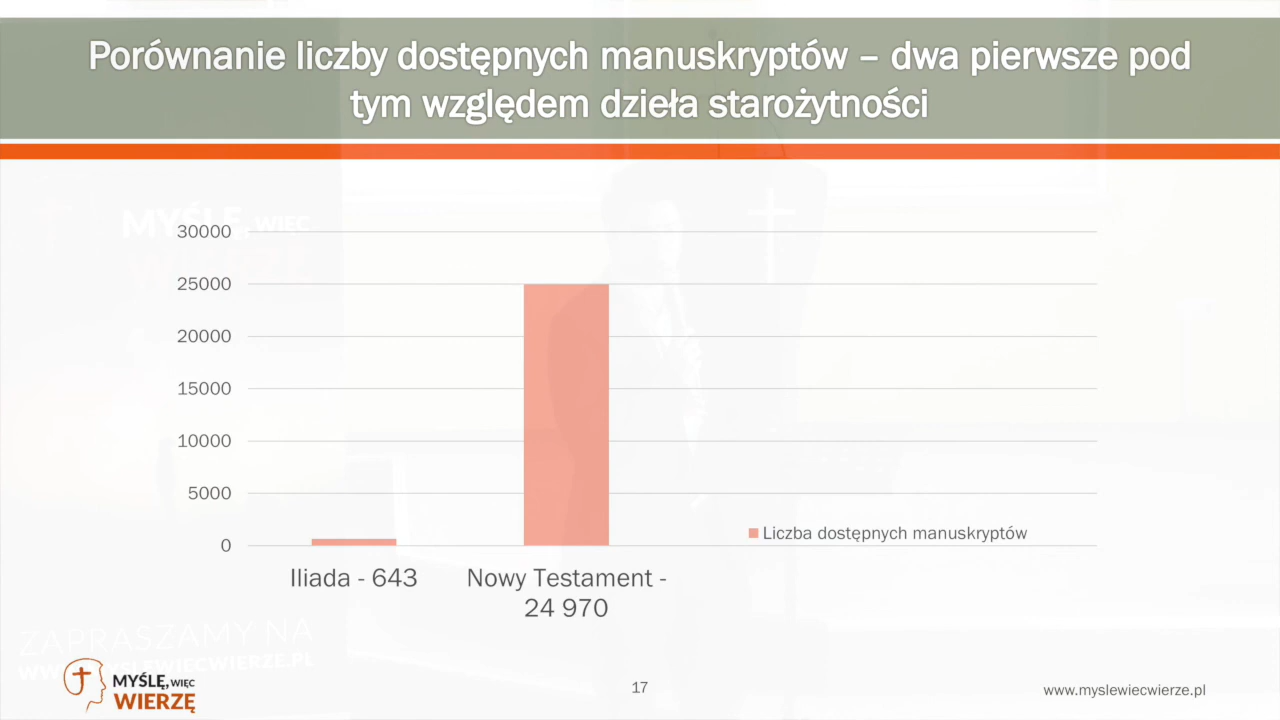 Porównanie liczby dostępnych manuskryptów – dwa pierwsze pod
tym względem dzieła starożytności
MYŚLĘ, WIĘC
WIERZĘ
30000
25000
20000
15000
10000
5000
0
Liczba dostępnych manuskryptów
Iliada - 643
Nowy Testament -
24 970
ZAPRASZAMY NA
WWW.MYSLEWIECWIERZE.PL
MYŚLĘ, WIĘC
WIERZĘ
17
www.myslewiecwierze.pl